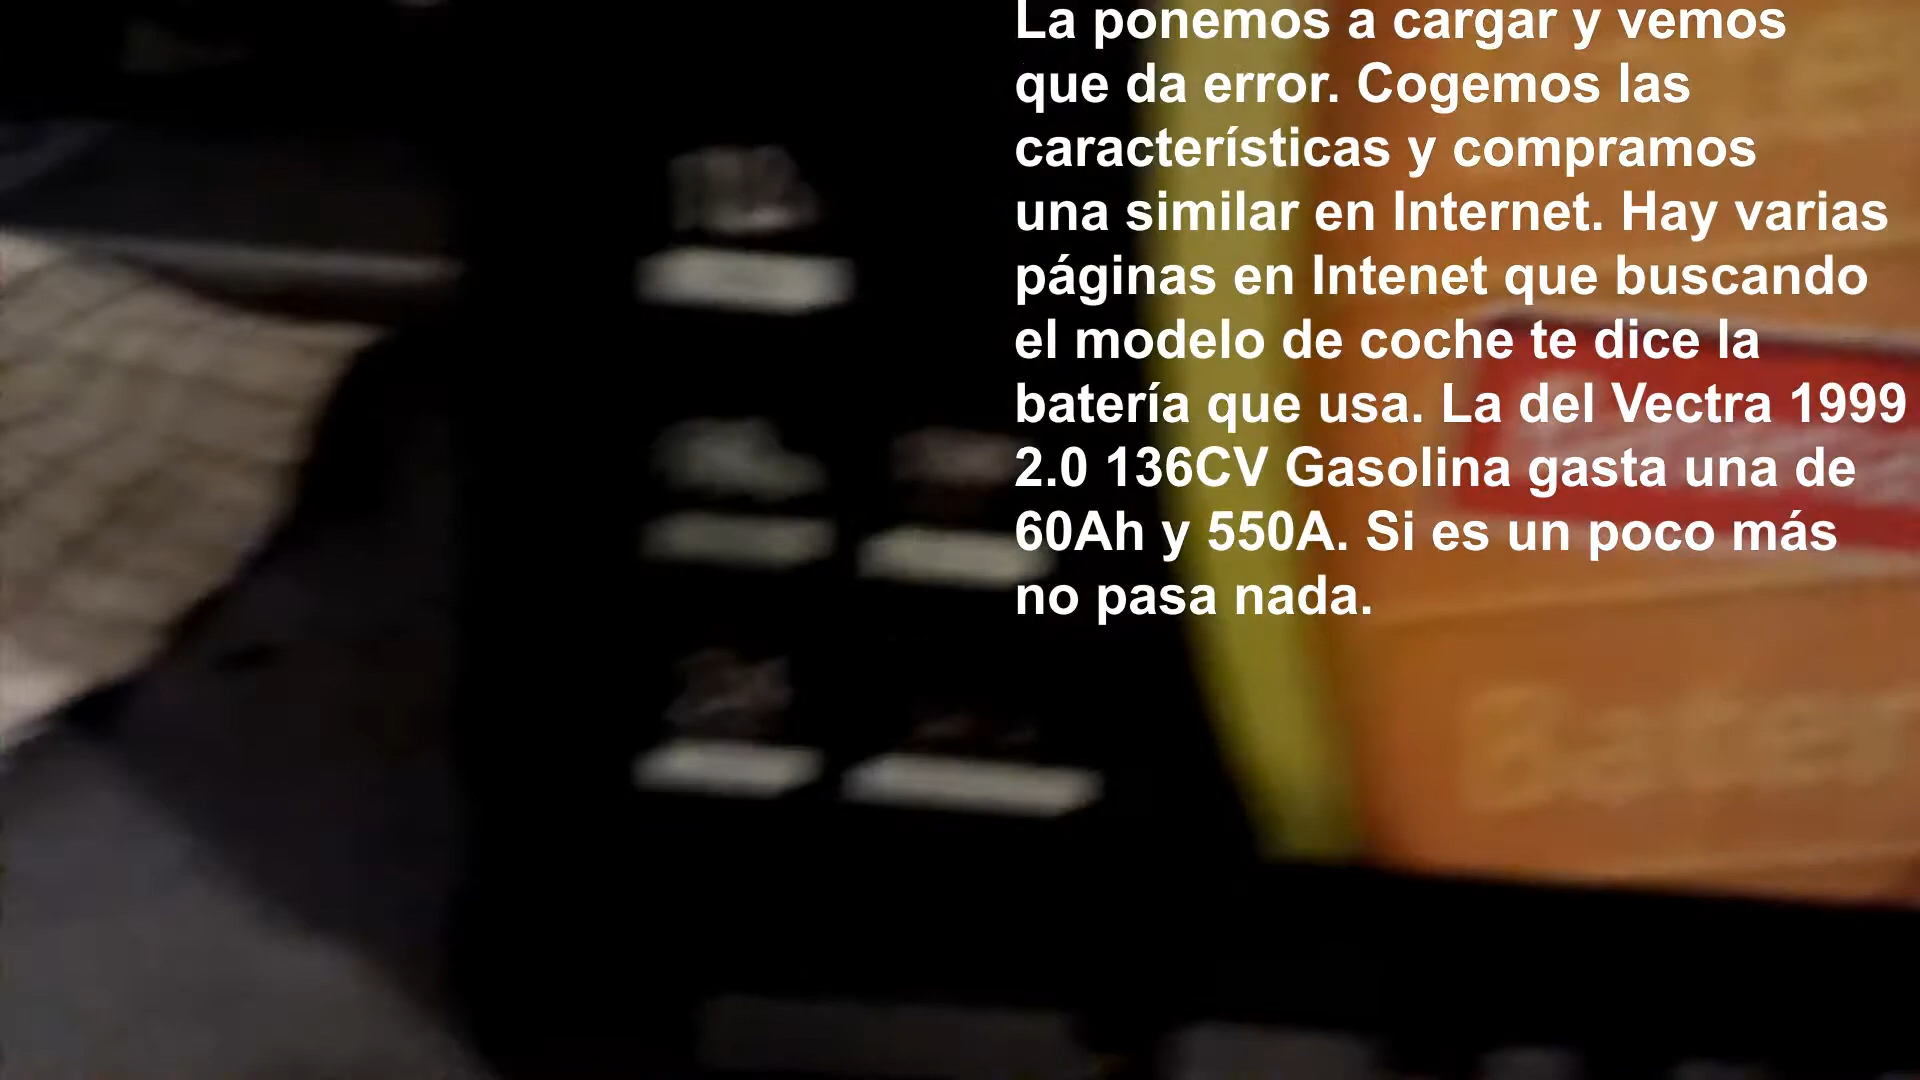 La ponemos a cargar y vemos
que da error. Cogemos las
características y compramos
una similar en Internet. Hay varias
páginas en Intenet que buscando
el modelo de coche te dice la
batería que usa. La del Vectra 1999
2.0 136CV Gasolina gasta una de
60Ah y 550A. Si es un poco más
no pasa nada.